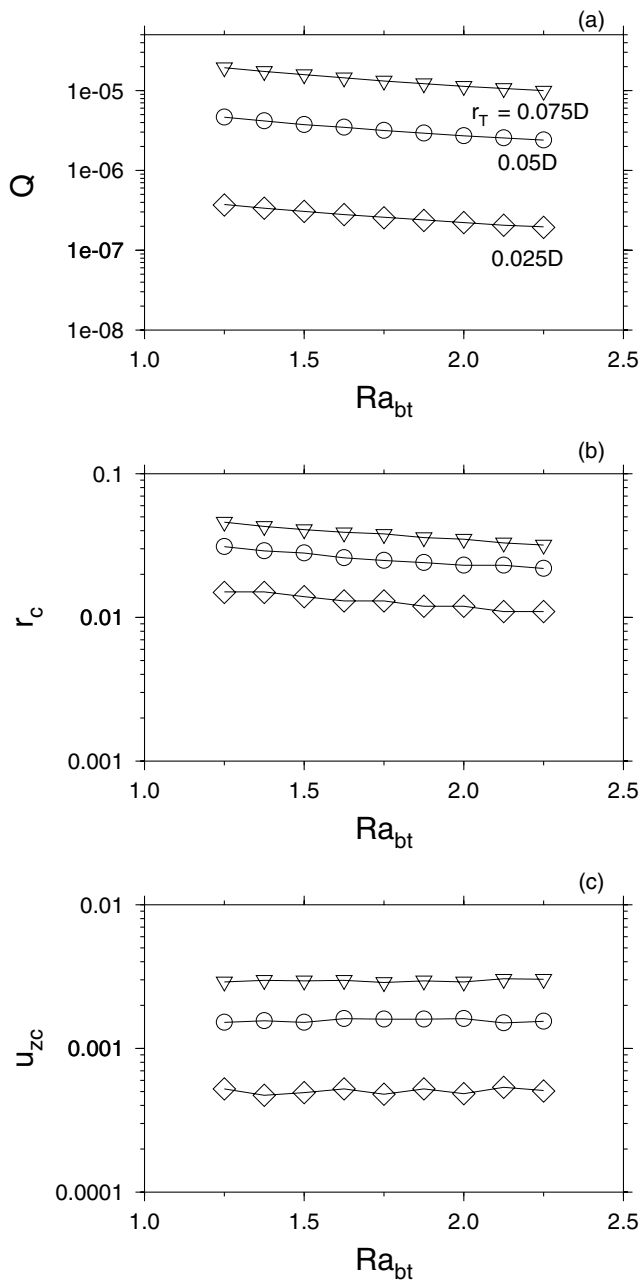 (a)
1e-05
1e-06
1e-07
1e-08
Q
r_T = 0.075D
0.05D
0.025D
1.0 1.5 2.0 2.5
Ra_bt
(b)
0.1
0.01
0.001
r_c
1.0 1.5 2.0 2.5
Ra_bt
(c)
0.01
0.001
0.0001
u_zc
1.0 1.5 2.0 2.5
Ra_bt